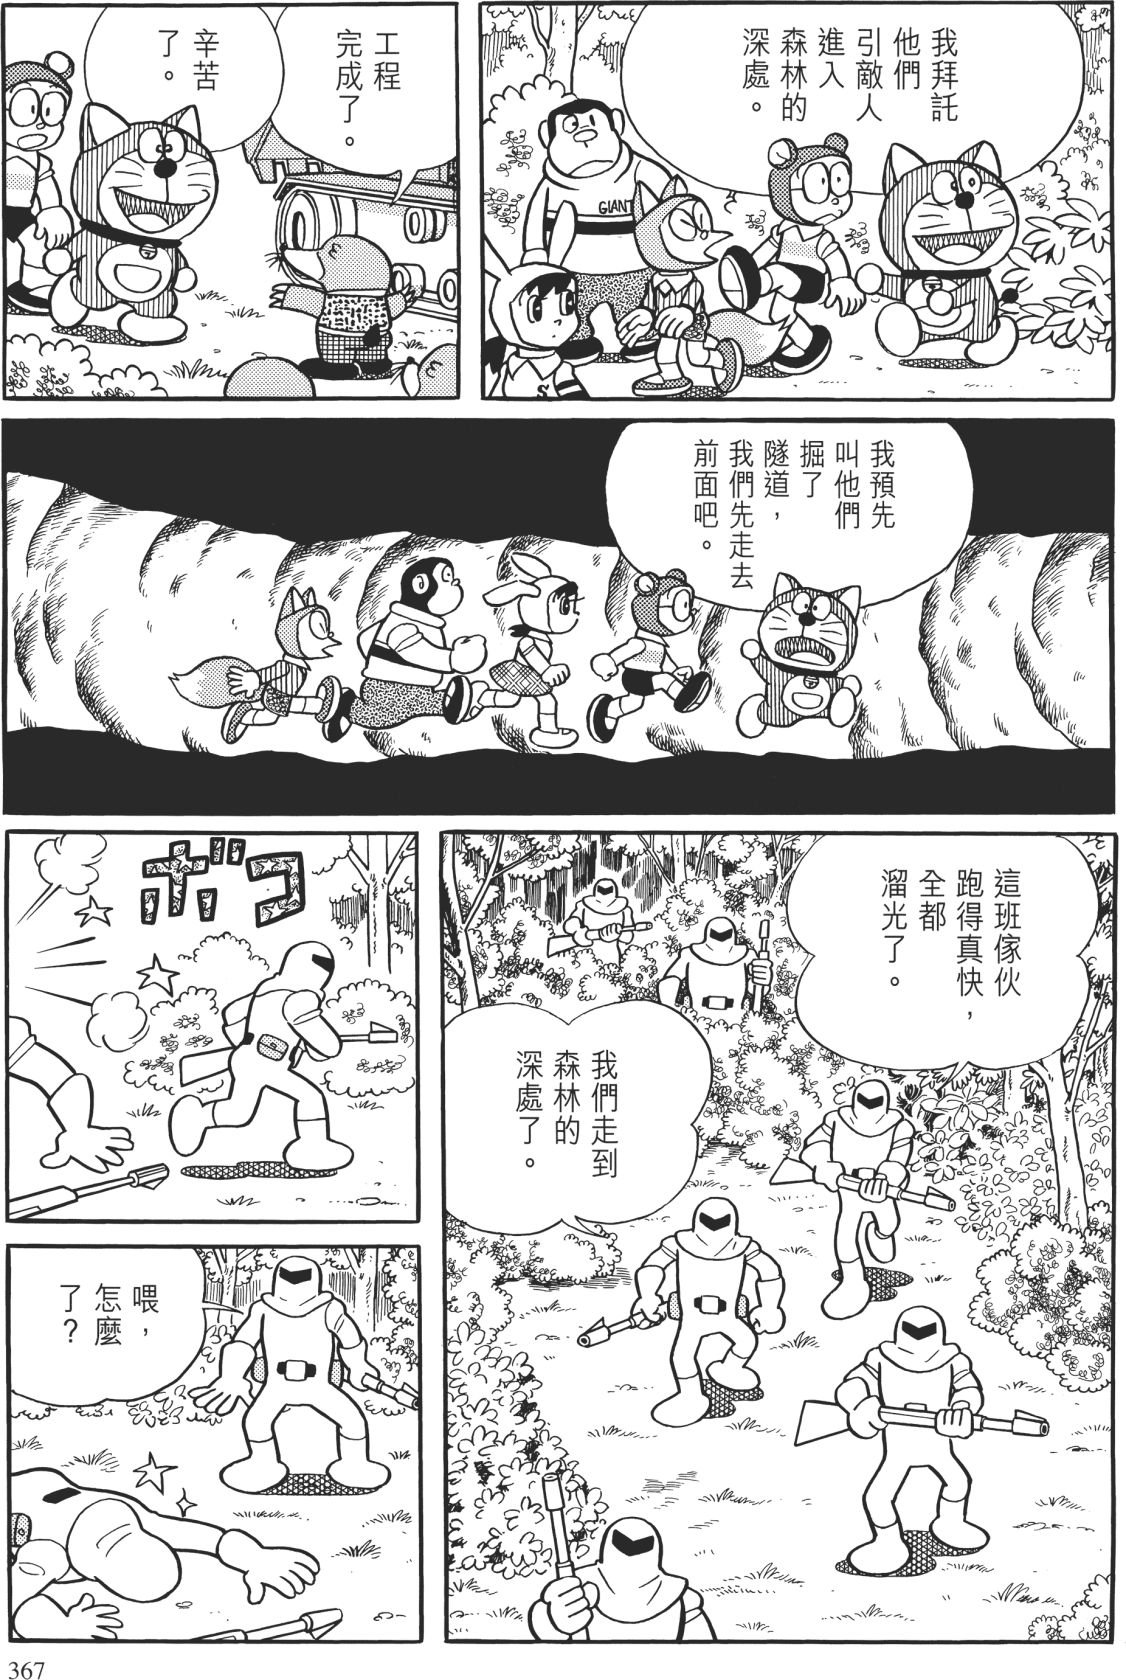 我拜託
他們
引敵人
進入
森林的
深處。
GIANT
S
工程
完成了。
辛苦
了。
我預先
叫他們
掘了
隧道，
我們先走去
前面吧。
這班傢伙
跑得真快，
全都
溜光了。
我們走到
森林的
深處了。
ボコ
喂，
怎麼
了？
367